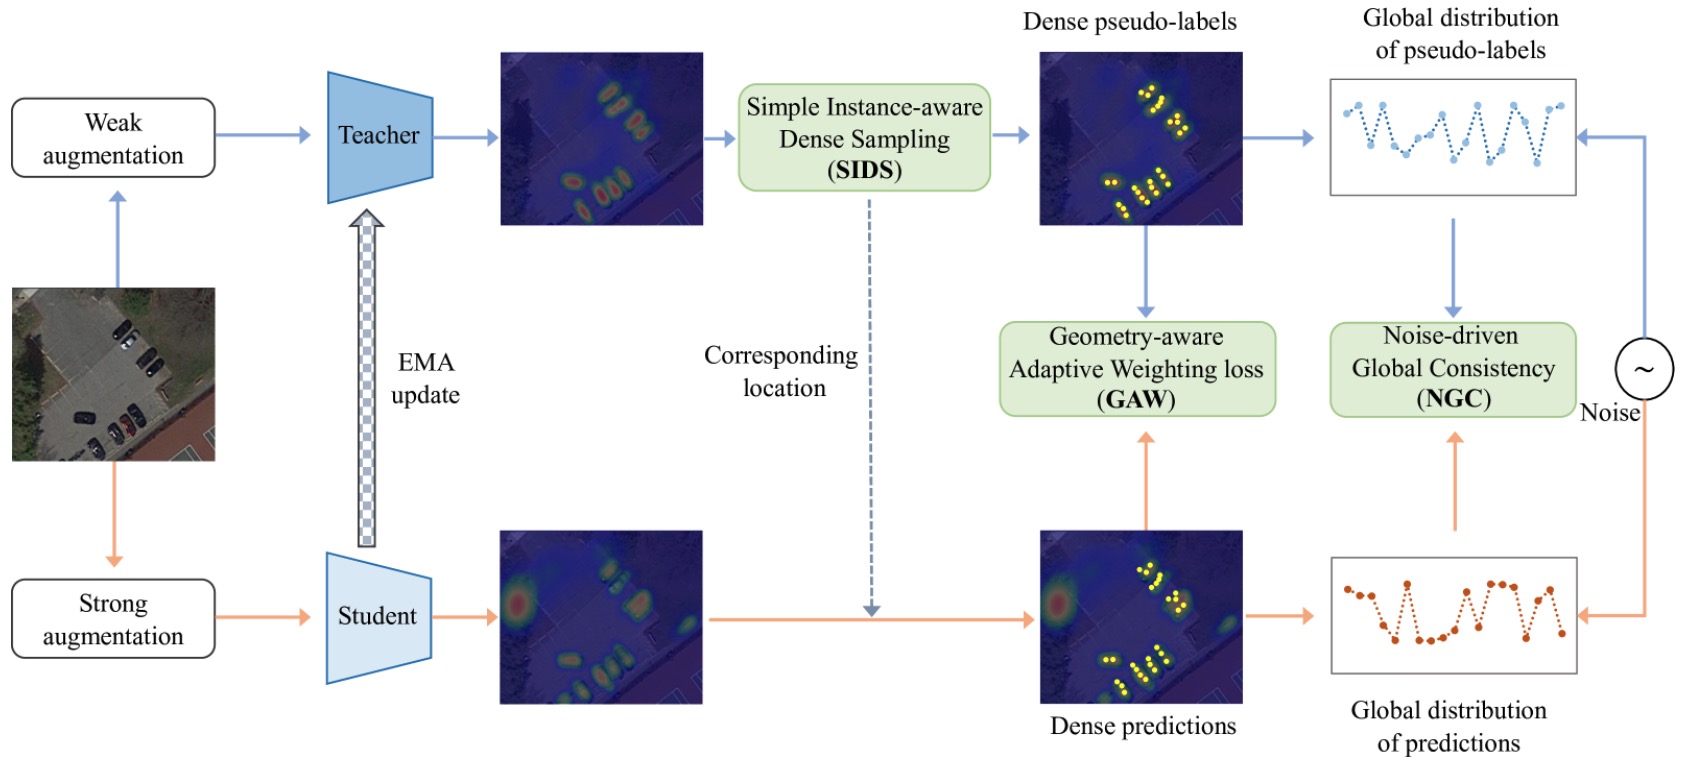 Dense pseudo-labels
Global distribution
of pseudo-labels
Weak
augmentation
Teacher
Simple Instance-aware
Dense Sampling
(SIDS)
EMA
update
Corresponding
location
Geometry-aware
Adaptive Weighting loss
(GAW)
Noise-driven
Global Consistency
(NGC)
~
Noise
Strong
augmentation
Student
Dense predictions
Global distribution
of predictions